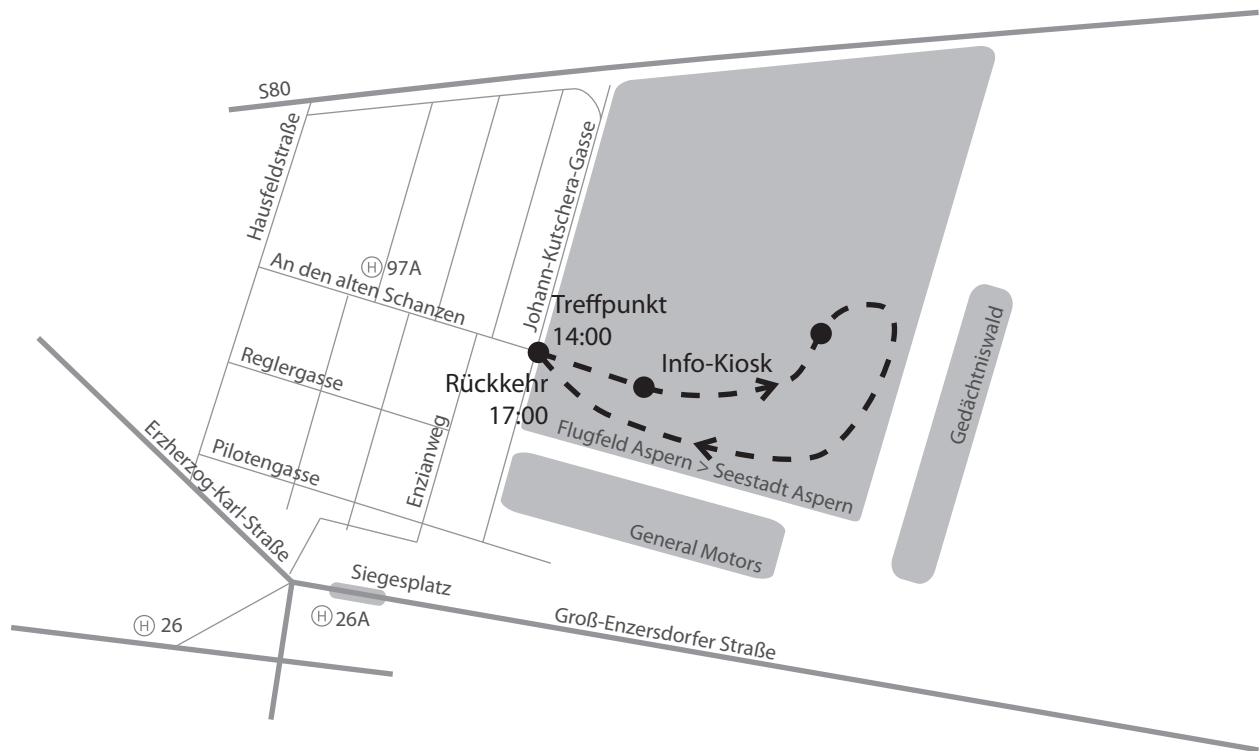 S80
Hausfeldstraße
Johann-Kutschera-Gasse
An den alten Schanzen
H 97A
Treffpunkt
14:00
Info-Kiosk
Rückkehr
17:00
Gedächtniswald
Reglergasse
Enzianweg
Flugfeld Aspern > Seestadt Aspern
Pilotengasse
Erzherzog-Karl-Straße
General Motors
Siegesplatz
H 26
H 26A
Groß-Enzersdorfer Straße